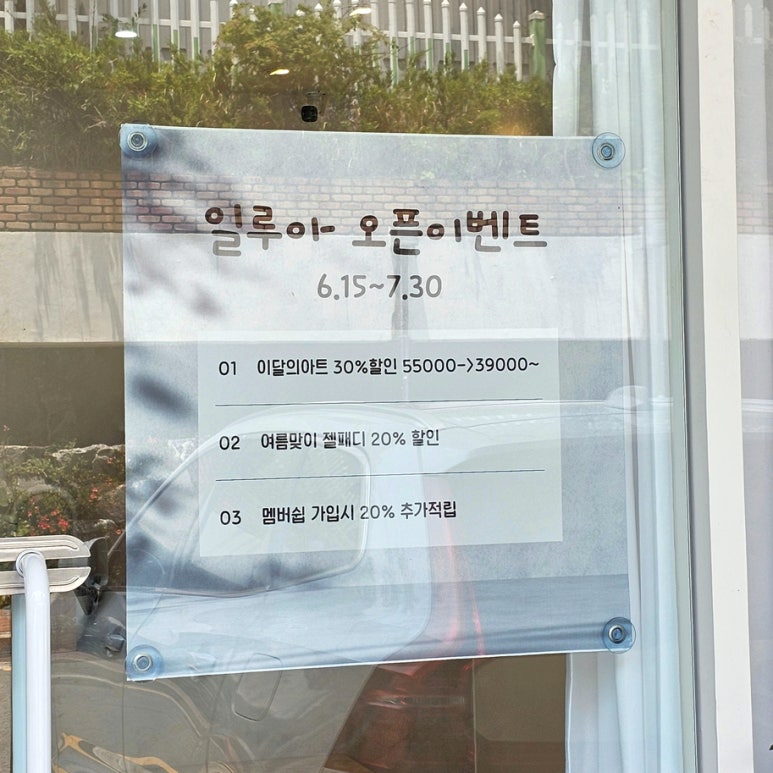 일루아 오픈이벤트
6.15~7.30
01 이달의아트 30%할인 55000->39000~
02 여름맞이 젤패디 20% 할인
03 멤버쉽 가입시 20% 추가적립